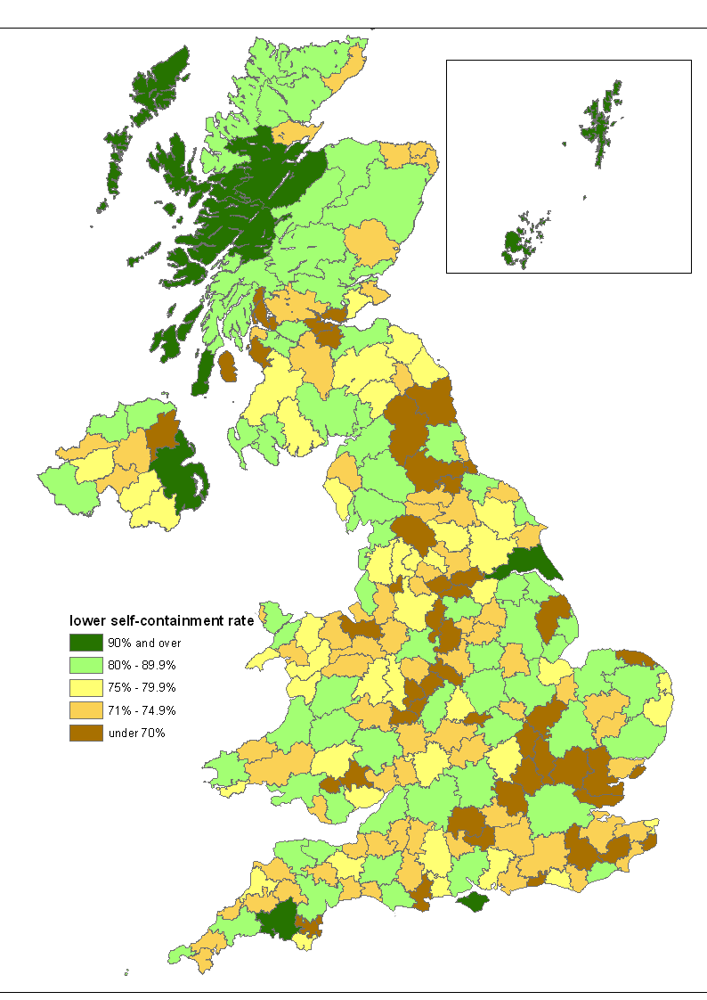 lower self-containment rate
90% and over
80% - 89.9%
75% - 79.9%
71% - 74.9%
under 70%